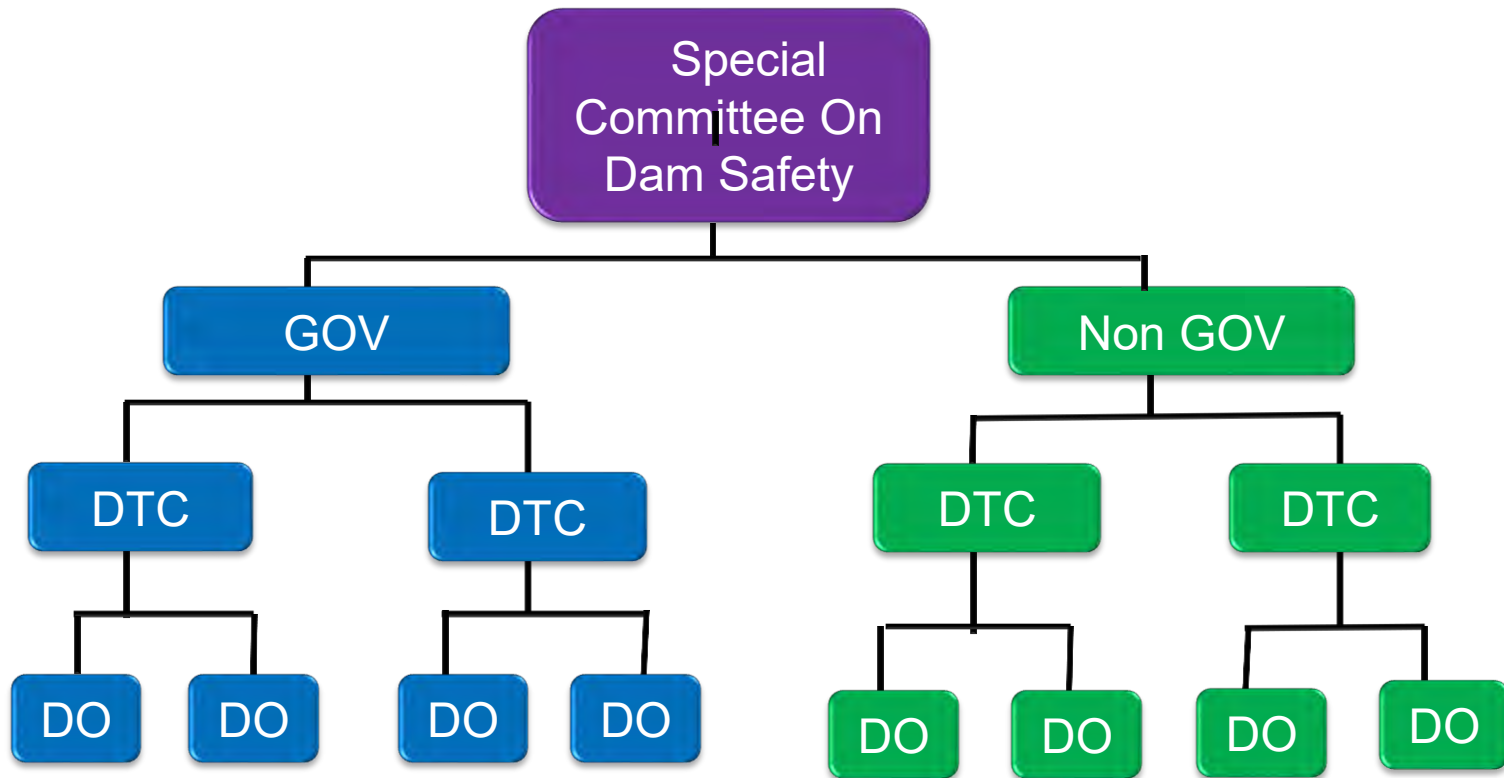 Special
Committee On
Dam Safety
GOV
Non GOV
DTC
DTC
DTC
DTC
DO
DO
DO
DO
DO
DO
DO
DO